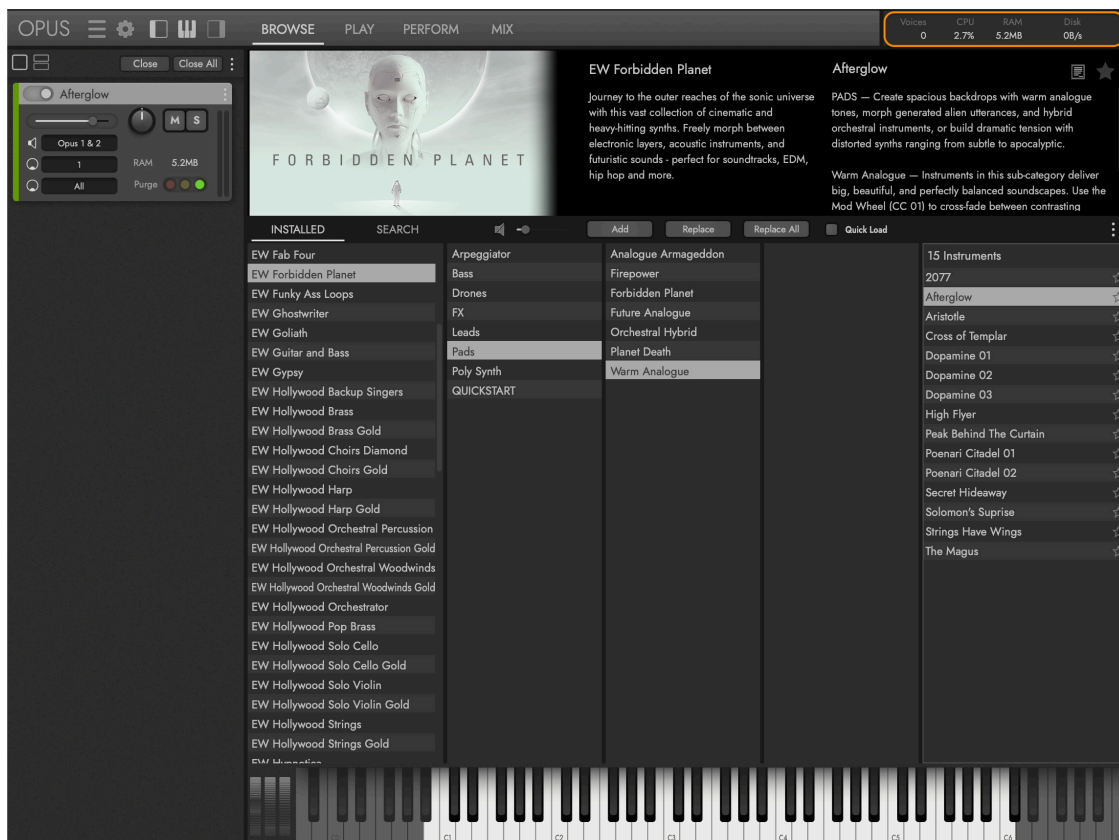 OPUS
BROWSE
PLAY
PERFORM
MIX
Voices
0
CPU
2.7%
RAM
5.2MB
Disk
0B/s
Close
Close All
Afterglow
M
S
Opus 1 & 2
1
RAM
5.2MB
All
Purge
FORBIDDEN PLANET
EW Forbidden Planet
Journey to the outer reaches of the sonic universe
with this vast collection of cinematic and
heavy-hitting synths. Freely morph between
electronic layers, acoustic instruments, and
futuristic sounds - perfect for soundtracks, EDM,
hip hop and more.
Afterglow
PADS — Create spacious backdrops with warm analogue
tones, morph generated alien utterances, and hybrid
orchestral instruments, or build dramatic tension with
distorted synths ranging from subtle to apocalyptic.
Warm Analogue — Instruments in this sub-category deliver
big, beautiful, and perfectly balanced soundscapes. Use the
Mod Wheel (CC 01) to cross-fade between contrasting
INSTALLED
SEARCH
Add
Replace
Replace All
Quick Load
EW Fab Four
EW Forbidden Planet
EW Funky Ass Loops
EW Ghostwriter
EW Goliath
EW Guitar and Bass
EW Gypsy
EW Hollywood Backup Singers
EW Hollywood Brass
EW Hollywood Brass Gold
EW Hollywood Choirs Diamond
EW Hollywood Choirs Gold
EW Hollywood Harp
EW Hollywood Harp Gold
EW Hollywood Orchestral Percussion
EW Hollywood Orchestral Percussion Gold
EW Hollywood Orchestral Woodwinds
EW Hollywood Orchestral Woodwinds Gold
EW Hollywood Orchestrator
EW Hollywood Pop Brass
EW Hollywood Solo Cello
EW Hollywood Solo Cello Gold
EW Hollywood Solo Violin
EW Hollywood Solo Violin Gold
EW Hollywood Strings
EW Hollywood Strings Gold
Arpeggiator
Bass
Drones
FX
Leads
Pads
Poly Synth
QUICKSTART
Analogue Armageddon
Firepower
Forbidden Planet
Future Analogue
Orchestral Hybrid
Planet Death
Warm Analogue
15 Instruments
2077
Afterglow
Aristotle
Cross of Templar
Dopamine 01
Dopamine 02
Dopamine 03
High Flyer
Peak Behind The Curtain
Poenari Citadel 01
Poenari Citadel 02
Secret Hideaway
Solomon's Suprise
Strings Have Wings
The Magus
C0
C1
C2
C3
C4
C5
C6